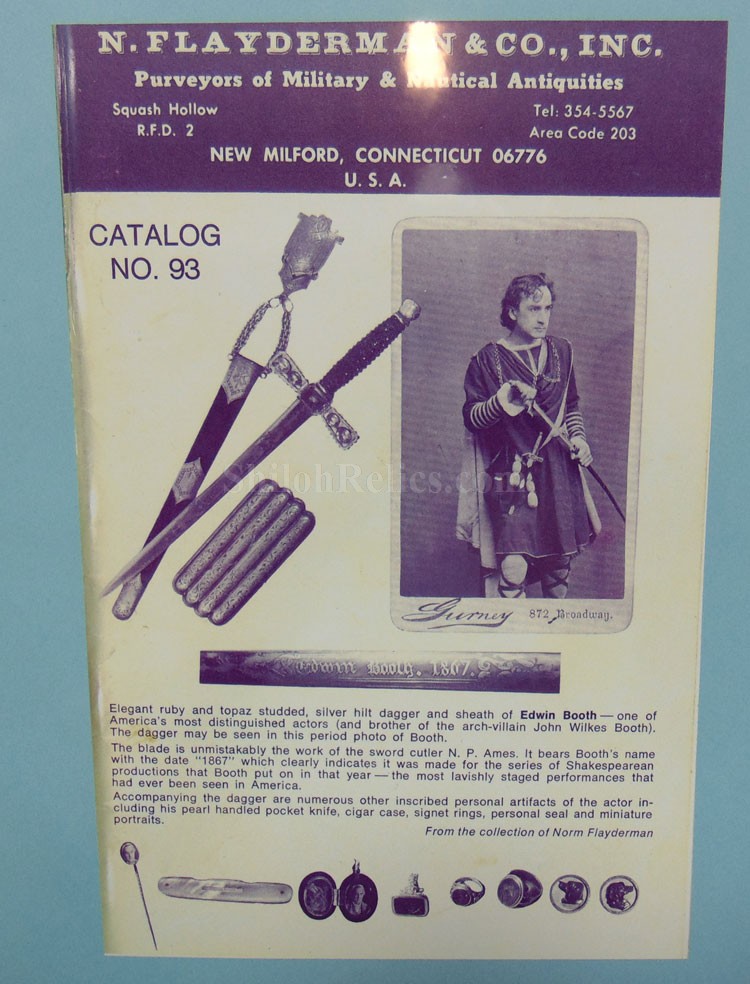 N. FLAYDERMAN & CO., INC.
Purveyors of Military & Nautical Antiquities
Squash Hollow
R.F.D. 2
Tel: 354-5567
Area Code 203
NEW MILFORD, CONNECTICUT 06776
U. S. A.
CATALOG
NO. 93
ShilohRelics.com
Gurney 872 Broadway.
Edwin Booth. 1867.
Elegant ruby and topaz studded, silver hilt dagger and sheath of Edwin Booth — one of
America's most distinguished actors (and brother of the arch-villain John Wilkes Booth).
The dagger may be seen in this period photo of Booth.
The blade is unmistakably the work of the sword cutler N. P. Ames. It bears Booth's name
with the date "1867" which clearly indicates it was made for the series of Shakespearean
productions that Booth put on in that year — the most lavishly staged performances that
had ever been seen in America.
Accompanying the dagger are numerous other inscribed personal artifacts of the actor in-
cluding his pearl handled pocket knife, cigar case, signet rings, personal seal and miniature
portraits.
From the collection of Norm Flayderman